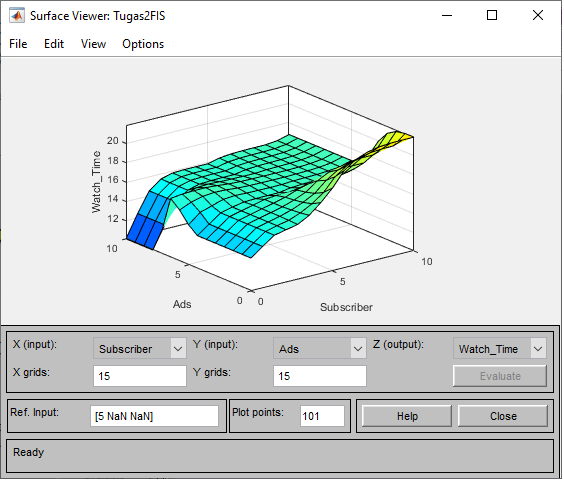 Surface Viewer: Tugas2FIS
File Edit View Options
20
18
16
14
12
10
5
0
0
5
10
Watch_Time
Ads
Subscriber
X (input): Subscriber Y (input): Ads Z (output): Watch_Time
X grids: 15 Y grids: 15 Evaluate
Ref. Input: [5 NaN NaN] Plot points: 101 Help Close
Ready